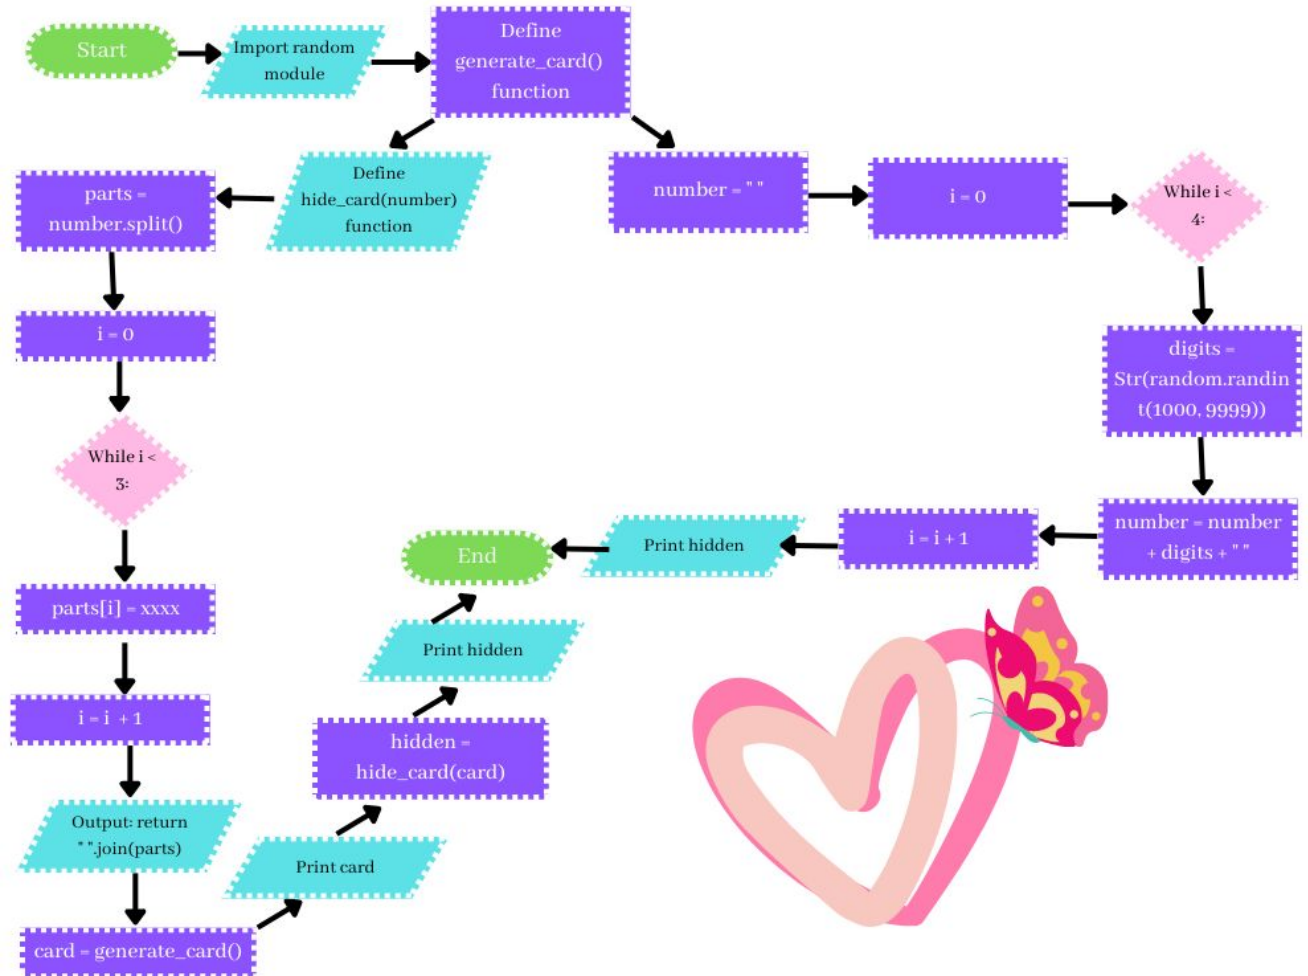 Start
Import random
module
Define
generate_card()
function
Define
hide_card(number)
function
parts =
number.split()
number = " "
i = 0
While i <
4:
i = 0
digits =
Str(random.randin
t(1000, 9999))
While i <
3:
number = number
+ digits + " "
i = i + 1
Print hidden
End
parts[i] = xxxx
Print hidden
i = i + 1
hidden =
hide_card(card)
Output: return
" ".join(parts)
Print card
card = generate_card()